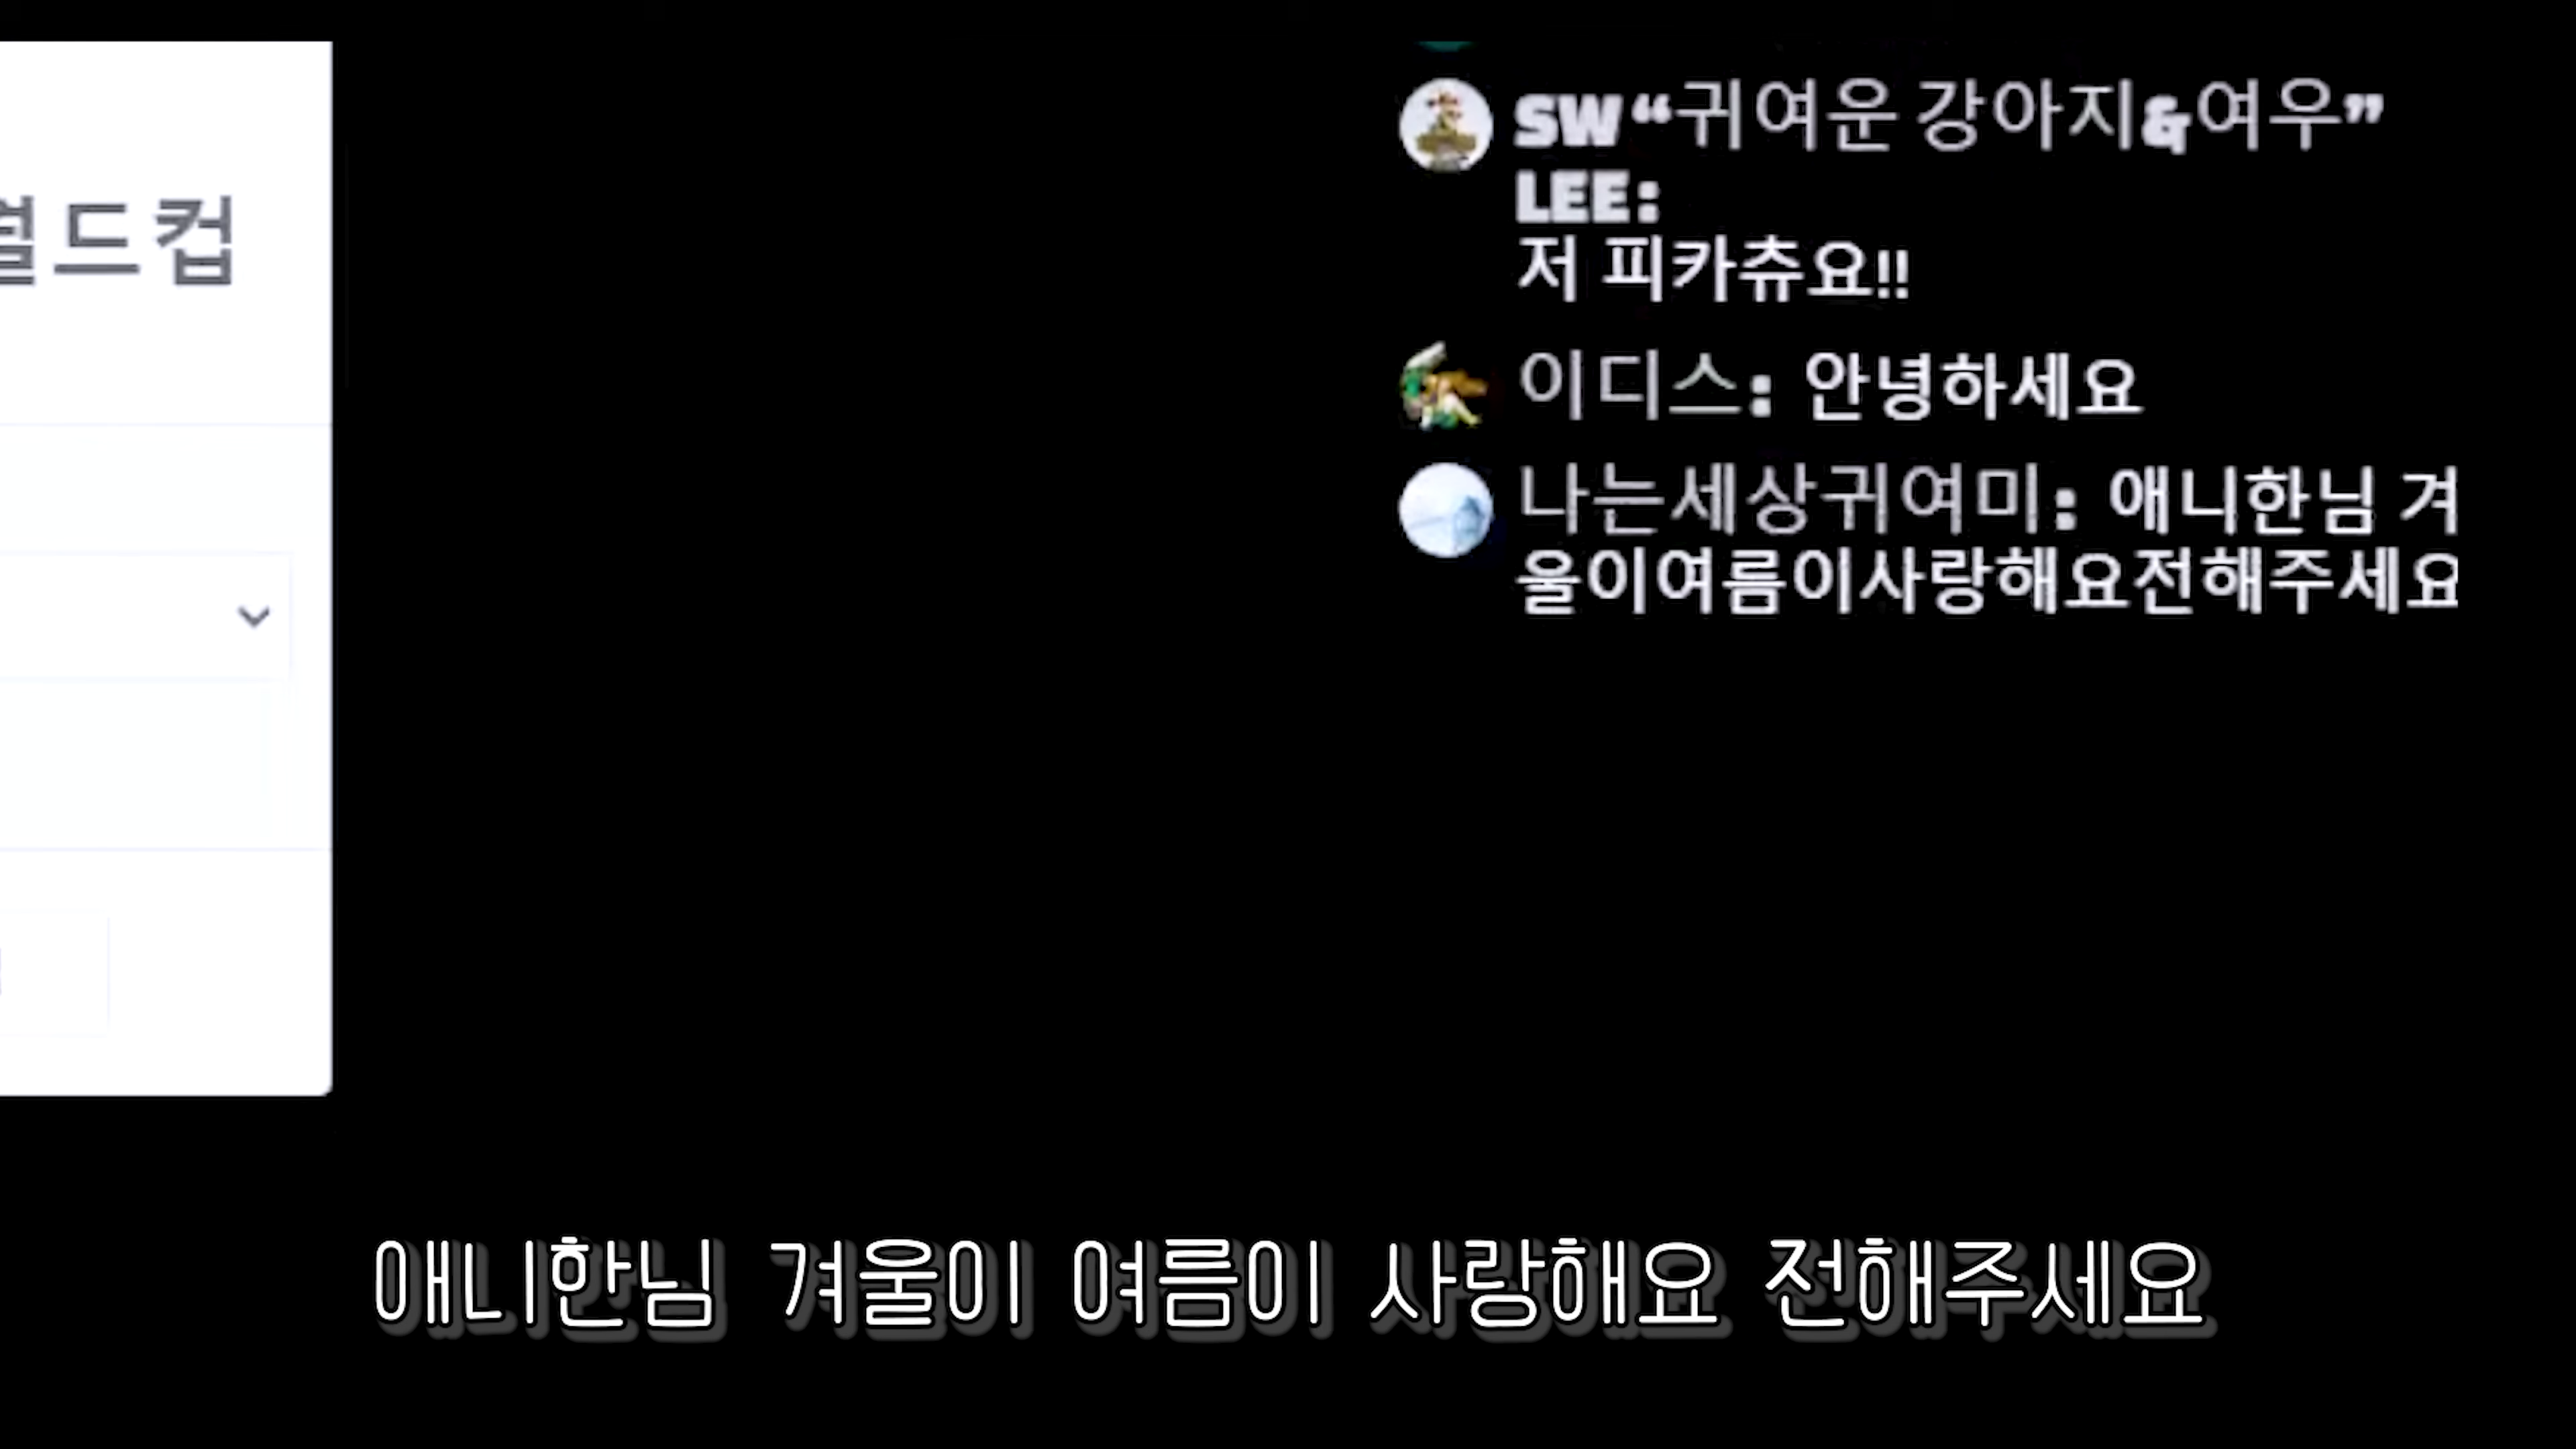 월드컵
SW“귀여운 강아지&여우”
LEE:
저 피카츄요!!
이디스: 안녕하세요
나는세상귀여미: 애니한님 겨
울이여름이사랑해요전해주세요
애니한님 겨울이 여름이 사랑해요 전해주세요